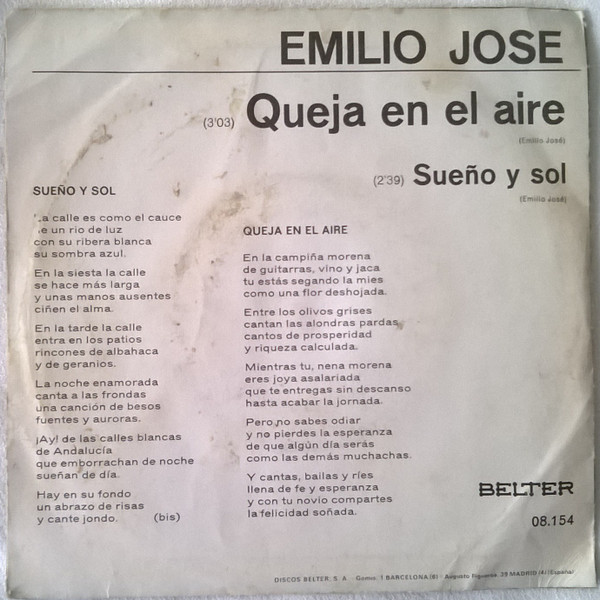 EMILIO JOSE
(3'03) Queja en el aire
(Emilio José)
(2'39) Sueño y sol
(Emilio José)
SUEÑO Y SOL
La calle es como el cauce
de un rio de luz
con su ribera blanca
su sombra azul.
En la siesta la calle
se hace más larga
y unas manos ausentes
ciñen el alma.
En la tarde la calle
entra en los patios
rincones de albahaca
y de geranios.
La noche enamorada
canta a las frondas
una canción de besos
fuentes y auroras.
¡Ay! de las calles blancas
de Andalucía
que emborrachan de noche
sueñan de día.
Hay en su fondo
un abrazo de risas
y cante jondo. (bis)
QUEJA EN EL AIRE
En la campiña morena
de guitarras, vino y jaca
tu estás segando la mies
como una flor deshojada.
Entre los olivos grises
cantan las alondras pardas
cantos de prosperidad
y riqueza calculada.
Mientras tu, nena morena
eres joya asalariada
que te entregas sin descanso
hasta acabar la jornada.
Pero no sabes odiar
y no pierdes la esperanza
de que algún día serás
como las demás muchachas.
Y cantas, bailas y ríes
llena de fe y esperanza
y con tu novio compartes
la felicidad soñada.
BELTER
08.154
DISCOS BELTER, S. A. - Gomis, 1 BARCELONA (6) / Augusto Figueroa, 39 MADRID (4) (España)